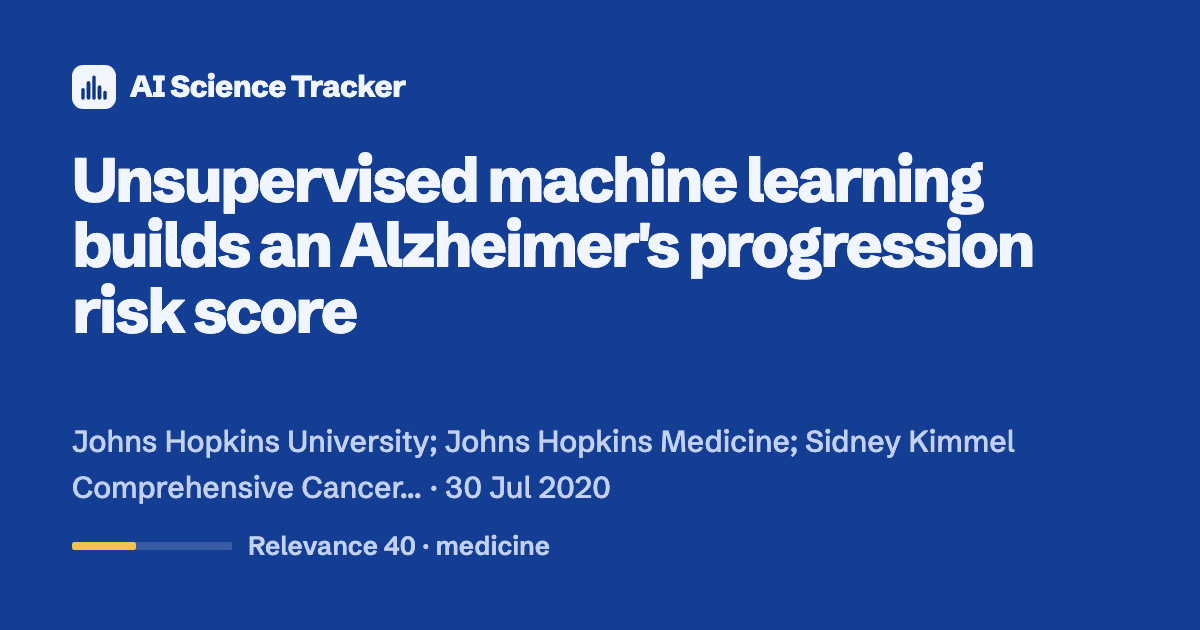 AI Science Tracker
Unsupervised machine learning
builds an Alzheimer's progression
risk score
Johns Hopkins University; Johns Hopkins Medicine; Sidney Kimmel
Comprehensive Cancer... · 30 Jul 2020
Relevance 40 · medicine